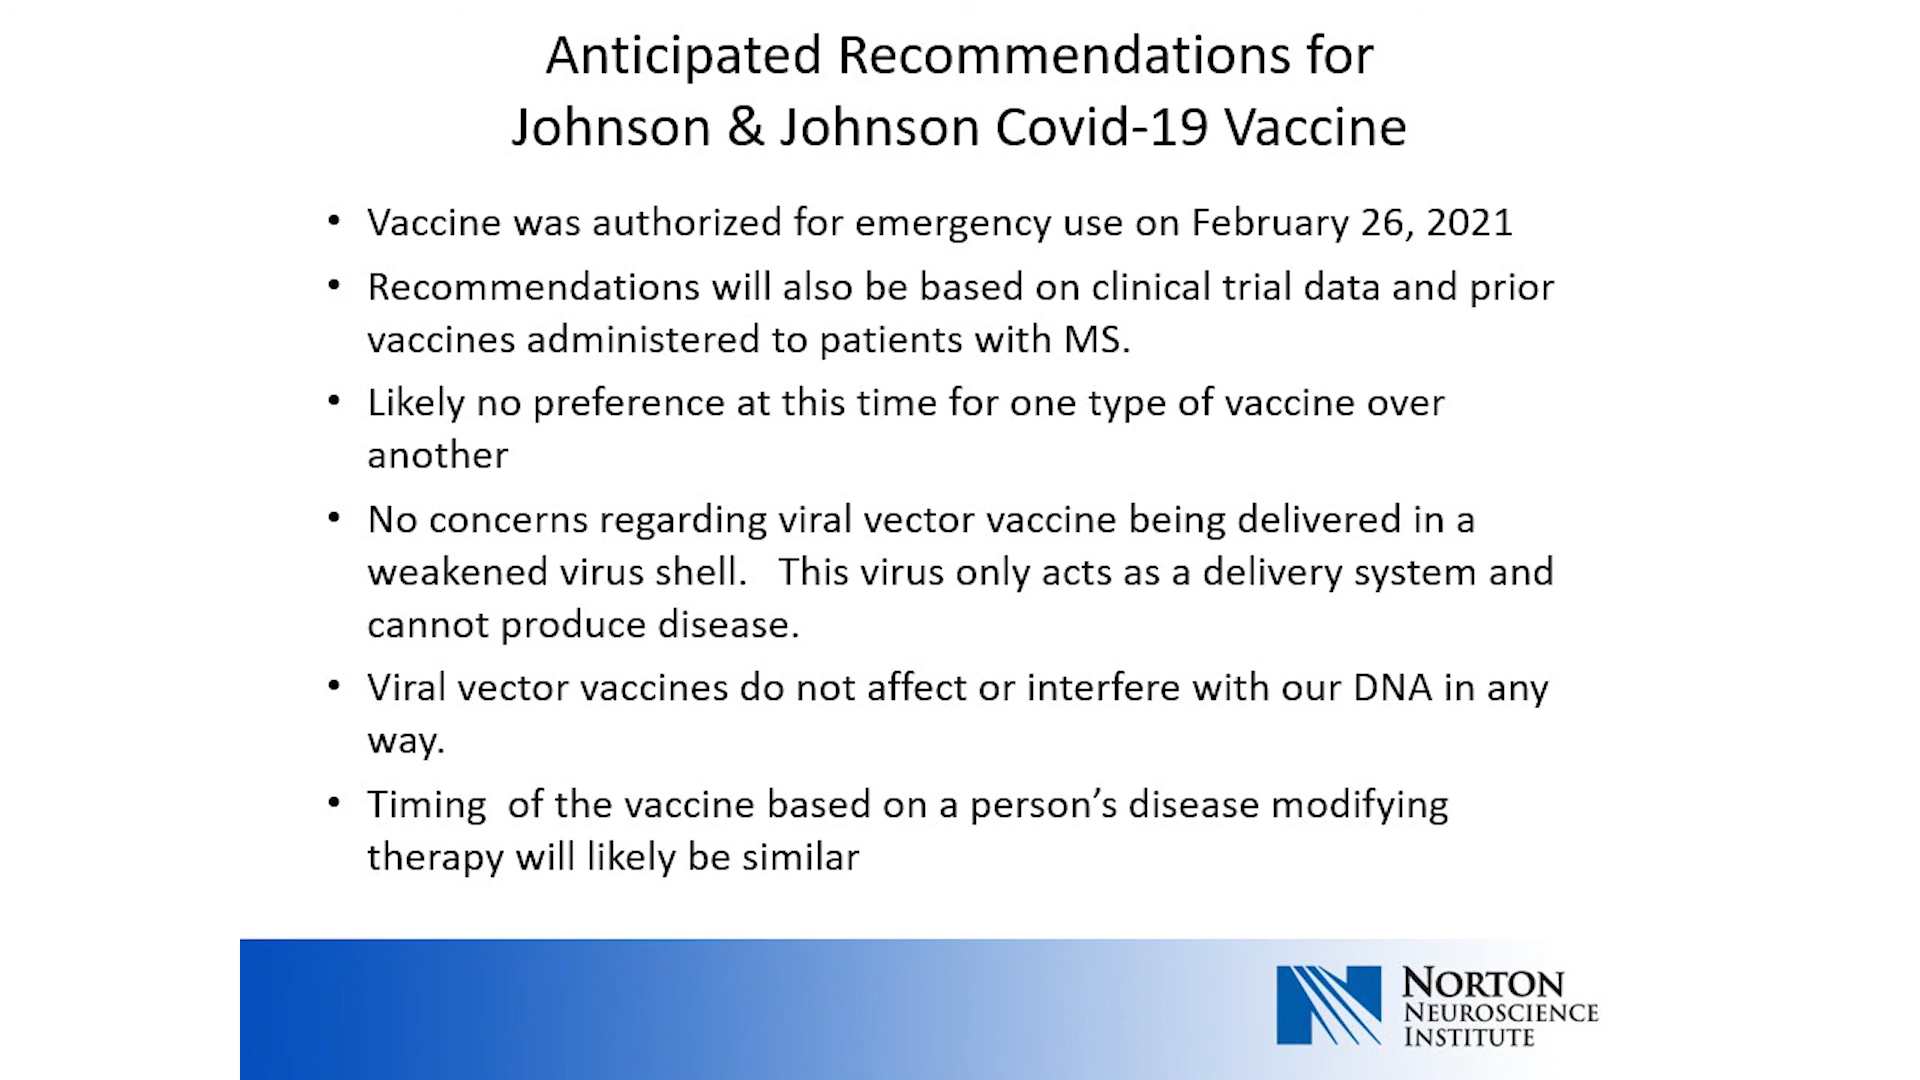 Anticipated Recommendations for
Johnson & Johnson Covid-19 Vaccine
• Vaccine was authorized for emergency use on February 26, 2021
• Recommendations will also be based on clinical trial data and prior
vaccines administered to patients with MS.
• Likely no preference at this time for one type of vaccine over
another
• No concerns regarding viral vector vaccine being delivered in a
weakened virus shell.   This virus only acts as a delivery system and
cannot produce disease.
• Viral vector vaccines do not affect or interfere with our DNA in any
way.
• Timing  of the vaccine based on a person’s disease modifying
therapy will likely be similar
NORTON
NEUROSCIENCE
INSTITUTE